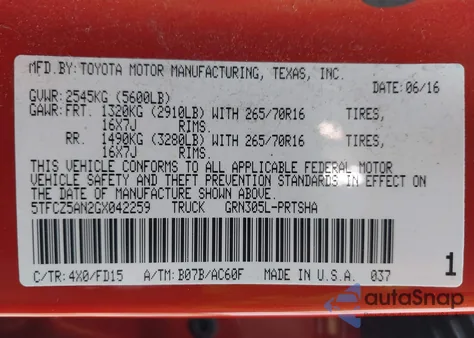 MFD.BY:TOYOTA MOTOR MANUFACTURING, TEXAS, INC.
DATE:06/16
GVWR:2545KG (5600LB)
GAWR:FRT. 1320KG (2910LB) WITH 265/70R16 TIRES,
16X7J RIMS.
RR. 1490KG (3280LB) WITH 265/70R16 TIRES,
16X7J RIMS.
THIS VEHICLE CONFORMS TO ALL APPLICABLE FEDERAL MOTOR
VEHICLE SAFETY AND THEFT PREVENTION STANDARDS IN EFFECT ON
THE DATE OF MANUFACTURE SHOWN ABOVE.
5TFCZ5AN2GX042259 TRUCK GRN305L-PRTSHA
1
C/TR:4X0/FD15 A/TM:B07B/AC60F MADE IN U.S.A. 037
autoSnap